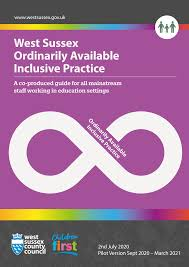 www.westsussex.gov.uk
West Sussex
Ordinarily Available
Inclusive Practice
A co-produced guide for all mainstream
staff working in education settings
Ordinarily Available
Inclusive Practice
west
sussex
county
council
Children
first
2nd July 2020
Pilot Version Sept 2020 – March 2021